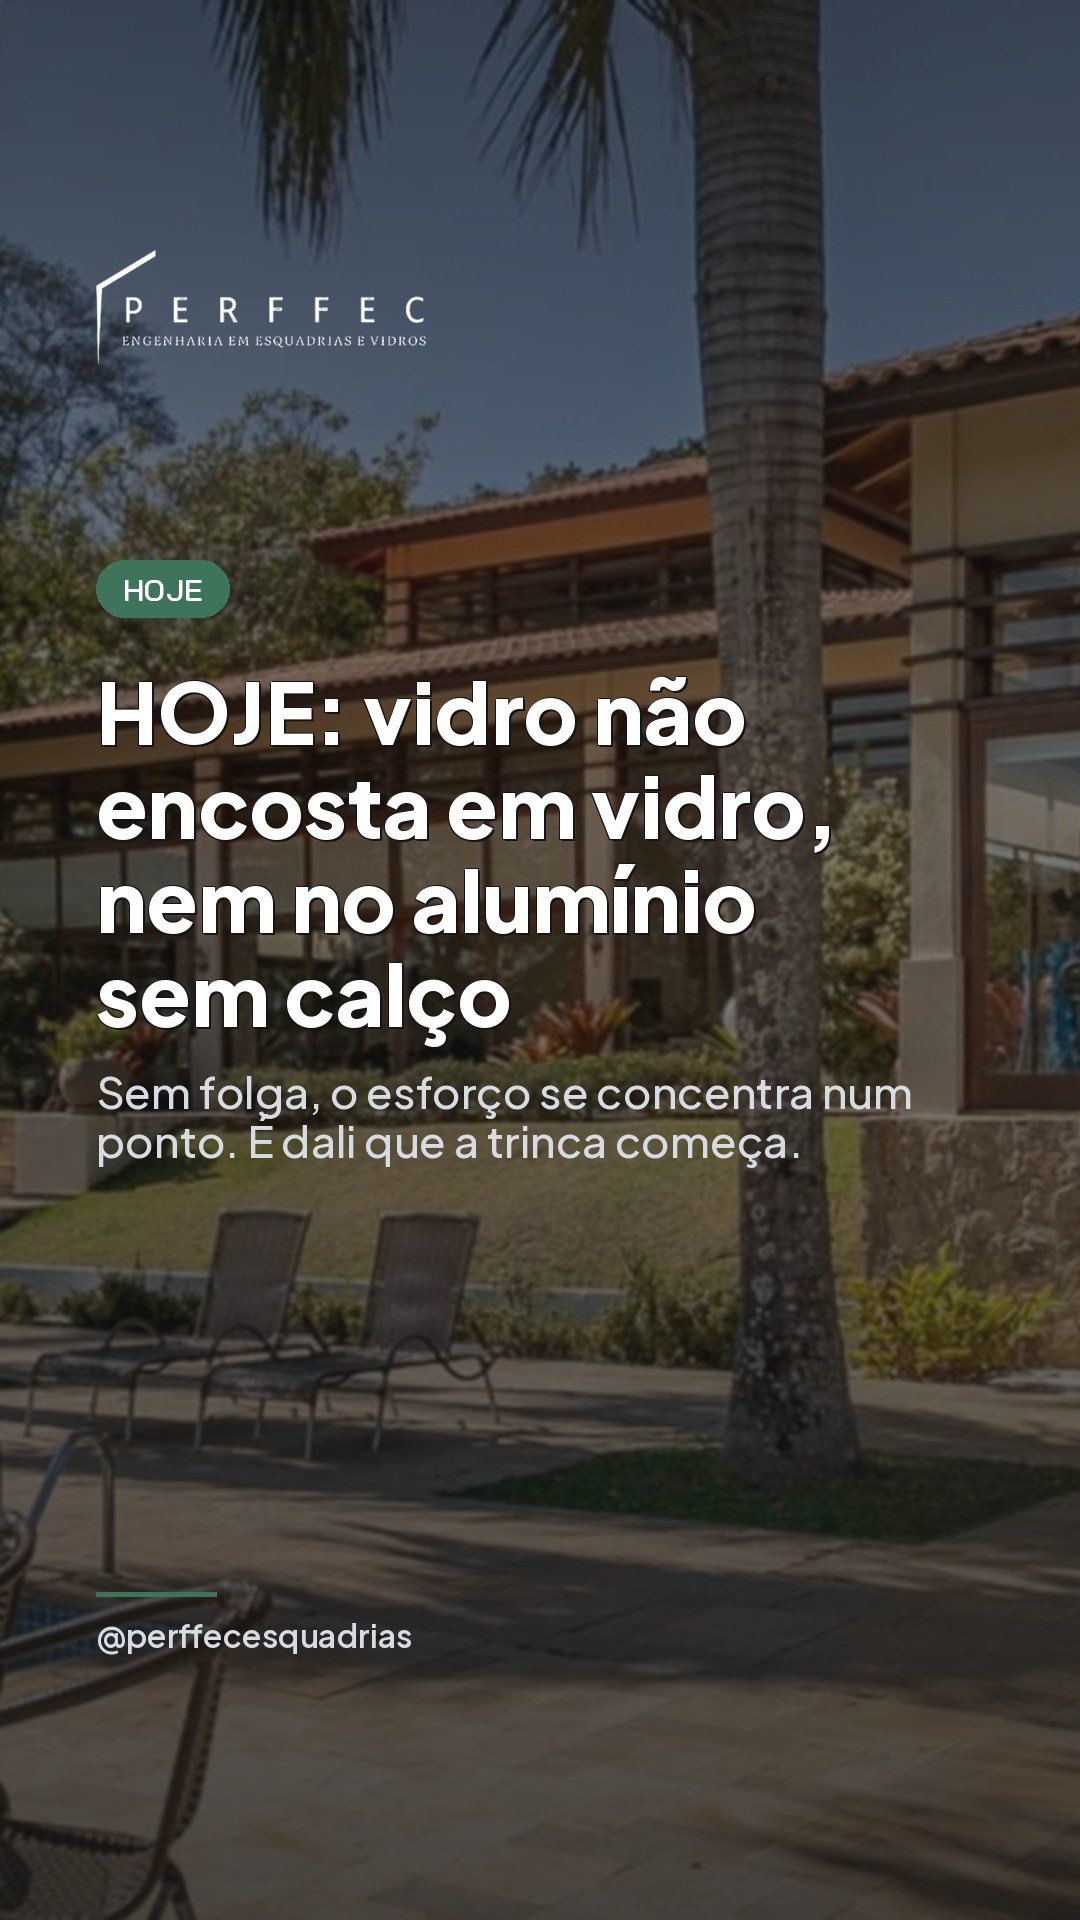 PERFFEC
ENGENHARIA EM ESQUADRIAS E VIDROS
HOJE
HOJE: vidro não
encosta em vidro,
nem no alumínio
sem calço
Sem folga, o esforço se concentra num
ponto. É dali que a trinca começa.
@perffecesquadrias